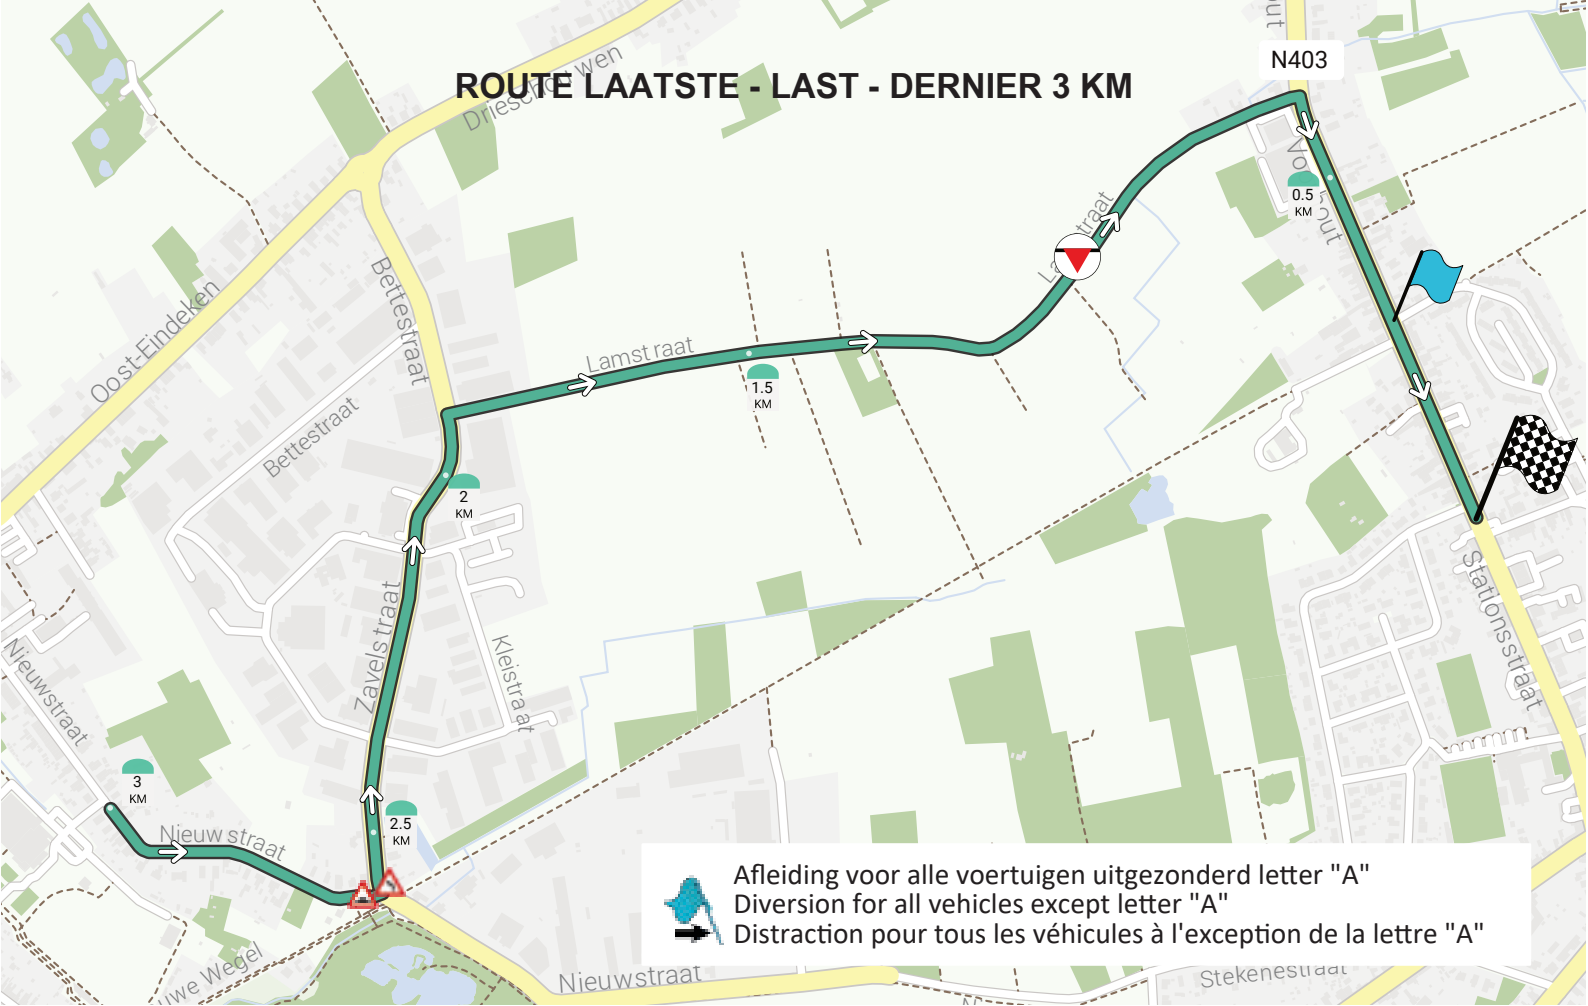 N403
ROUTE LAATSTE - LAST - DERNIER 3 KM
Oost-Eindeken
Bettestraat
Bettestraat
Lamstraat
0.5
KM
1.5
KM
2
KM
Zavelstraat
Kleistraat
Stationsstraat
Nieuwstraat
3
KM
2.5
KM
Nieuwstraat
Afleiding voor alle voertuigen uitgezonderd letter "A"
Diversion for all vehicles except letter "A"
Distraction pour tous les véhicules à l'exception de la lettre "A"
Nieuwstraat
Stekenestraat